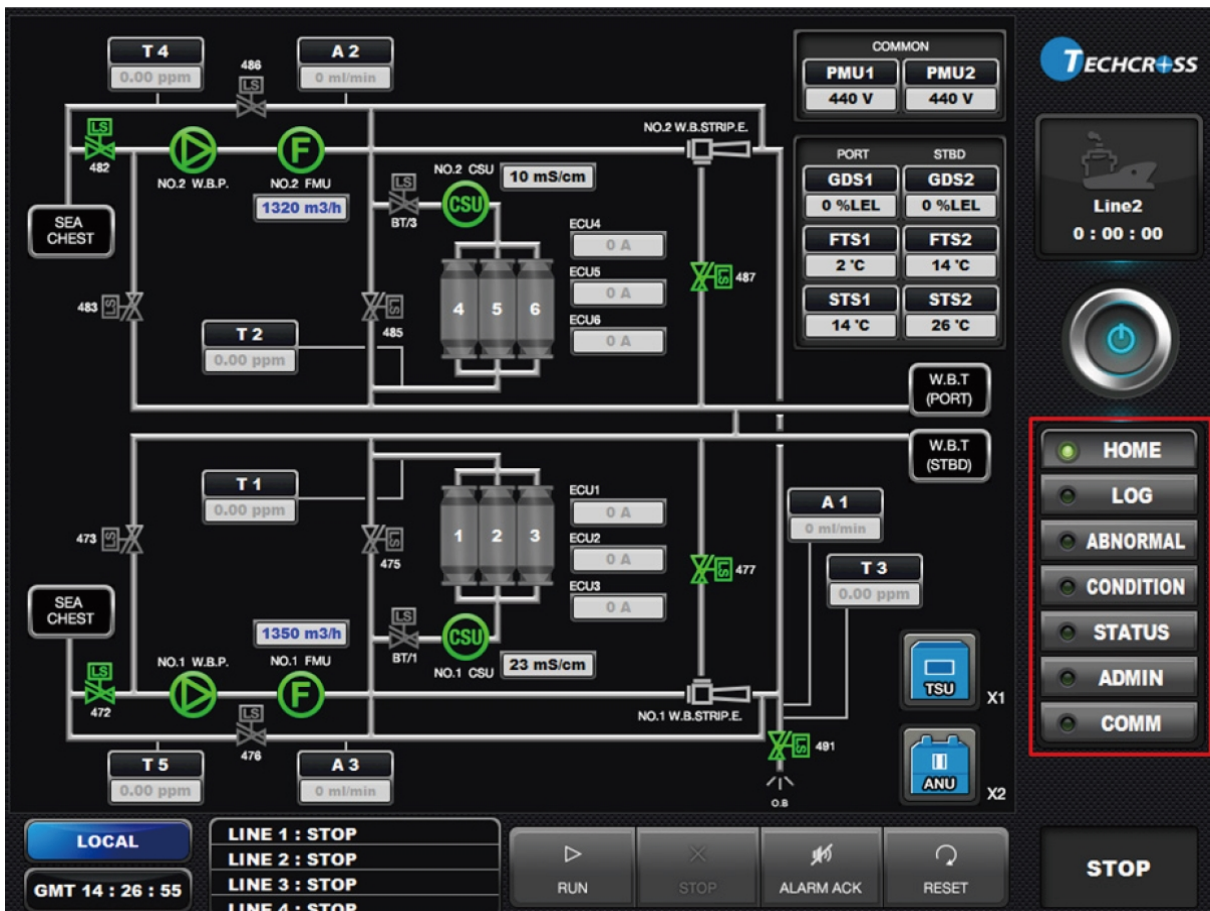 T 4
0.00 ppm
486
LS
A 2
0 ml/min
COMMON
PMU1
440 V
PMU2
440 V
TECHCROSS
LS
482
NO.2 W.B.P.
F
NO.2 FMU
1320 m3/h
NO.2 W.B.STRIP.E.
LS
BT/3
NO.2 CSU
CSU
10 mS/cm
PORT
STBD
GDS1
0 %LEL
GDS2
0 %LEL
FTS1
2 °C
FTS2
14 °C
STS1
14 °C
STS2
26 °C
Line2
0 : 00 : 00
SEA
CHEST
483
LS
T 2
0.00 ppm
LS
485
4
5
6
ECU4
0 A
ECU5
0 A
ECU6
0 A
LS
487
W.B.T
(PORT)
W.B.T
(STBD)
T 1
0.00 ppm
473
LS
LS
475
1
2
3
ECU1
0 A
ECU2
0 A
ECU3
0 A
LS
477
A 1
0 ml/min
T 3
0.00 ppm
SEA
CHEST
LS
472
NO.1 W.B.P.
1350 m3/h
NO.1 FMU
F
LS
BT/1
CSU
NO.1 CSU
23 mS/cm
NO.1 W.B.STRIP.E.
LS
476
T 5
0.00 ppm
A 3
0 ml/min
LS
491
O.B
TSU
X1
ANU
X2
HOME
LOG
ABNORMAL
CONDITION
STATUS
ADMIN
COMM
LOCAL
GMT 14 : 26 : 55
LINE 1 : STOP
LINE 2 : STOP
LINE 3 : STOP
LINE 4 : STOP
RUN
STOP
ALARM ACK
RESET
STOP